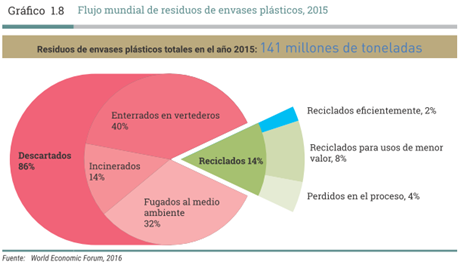 Gráfico 1.8 Flujo mundial de residuos de envases plásticos, 2015
Residuos de envases plásticos totales en el año 2015: 141 millones de toneladas
Enterrados en vertederos
40%
Descartados
86%
Incinerados
14%
Fugados al medio
ambiente
32%
Reciclados 14%
Reciclados eficientemente, 2%
Reciclados para usos de menor
valor, 8%
Perdidos en el proceso, 4%
Fuente: World Economic Forum, 2016